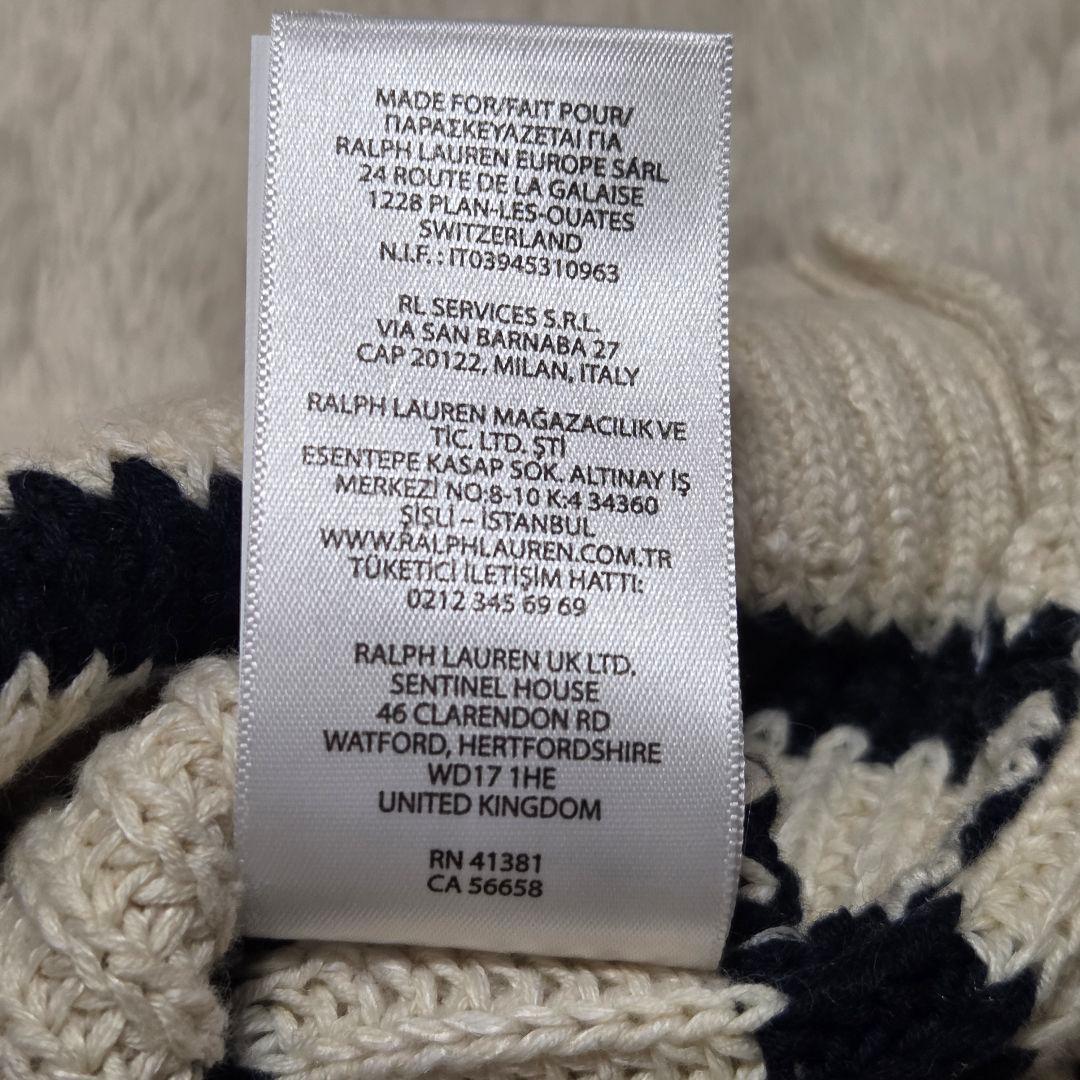 MADE FOR/FAIT POUR/
ΠΑΡΑΣΚΕΥΑΖΕΤΑΙ ΓΙΑ
RALPH LAUREN EUROPE SÁRL
24 ROUTE DE LA GALAISE
1228 PLAN-LES-OUATES
SWITZERLAND
N.I.F. : IT03945310963
RL SERVICES S.R.L.
VIA SAN BARNABA 27
CAP 20122, MILAN, ITALY
RALPH LAUREN MAĞAZACILIK VE
TİC. LTD. ŞTİ
ESENTEPE KASAP SOK. ALTINAY İŞ
MERKEZİ NO:8-10 K:4 34360
ŞİŞLİ – İSTANBUL
WWW.RALPHLAUREN.COM.TR
TÜKETİCİ İLETİŞİM HATTI:
0212 345 69 69
RALPH LAUREN UK LTD.
SENTINEL HOUSE
46 CLARENDON RD
WATFORD, HERTFORDSHIRE
WD17 1HE
UNITED KINGDOM
RN 41381
CA 56658